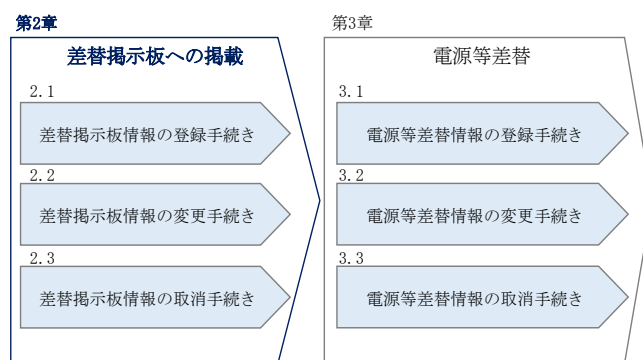 第2章
差替掲示板への掲載
2.1
差替掲示板情報の登録手続き
2.2
差替掲示板情報の変更手続き
2.3
差替掲示板情報の取消手続き
第3章
電源等差替
3.1
電源等差替情報の登録手続き
3.2
電源等差替情報の変更手続き
3.3
電源等差替情報の取消手続き